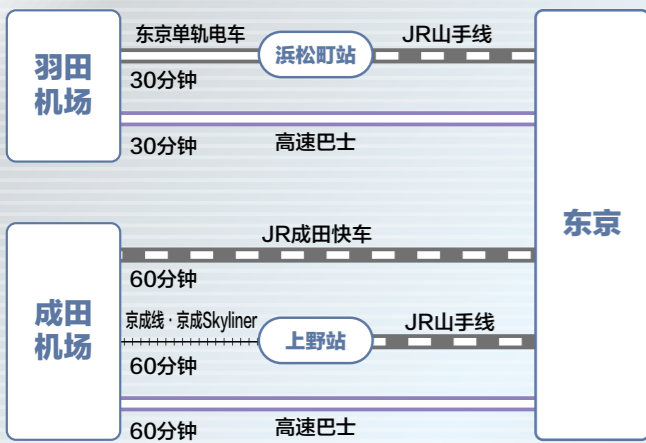 羽田
机场
东京单轨电车
浜松町站
JR山手线
30分钟
30分钟
高速巴士
东京
成田
机场
JR成田快车
60分钟
京成线·京成Skyliner
上野站
JR山手线
60分钟
60分钟
高速巴士